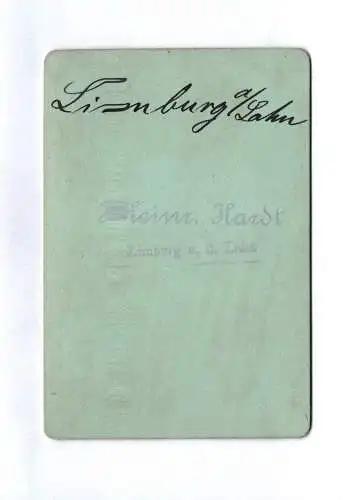 Limburg a/Lahn
Heinr. Hardt
Limburg a. d. Lahn